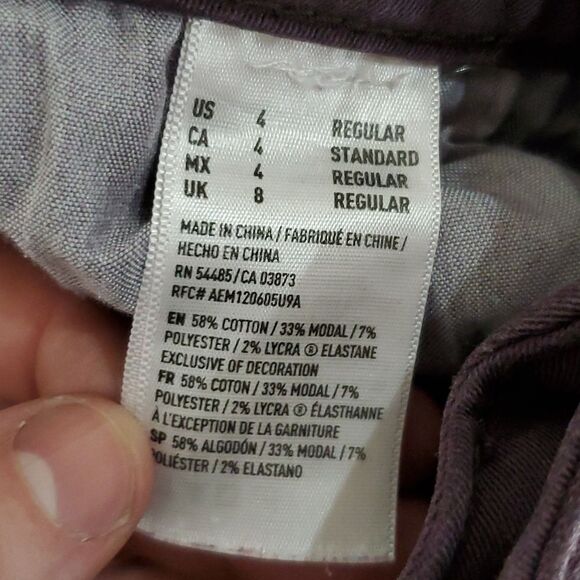 US 4 REGULAR
CA 4 STANDARD
MX 4 REGULAR
UK 8 REGULAR
MADE IN CHINA / FABRIQUÉ EN CHINE /
HECHO EN CHINA
RN 54485 / CA 03873
RFC# AEM120605U9A
EN 58% COTTON / 33% MODAL / 7%
POLYESTER / 2% LYCRA ® ELASTANE
EXCLUSIVE OF DECORATION
FR 58% COTON / 33% MODAL / 7%
POLYESTER / 2% LYCRA ® ÉLASTHANNE
À L'EXCEPTION DE LA GARNITURE
SP 58% ALGODÓN / 33% MODAL / 7%
POLIÉSTER / 2% ELASTANO